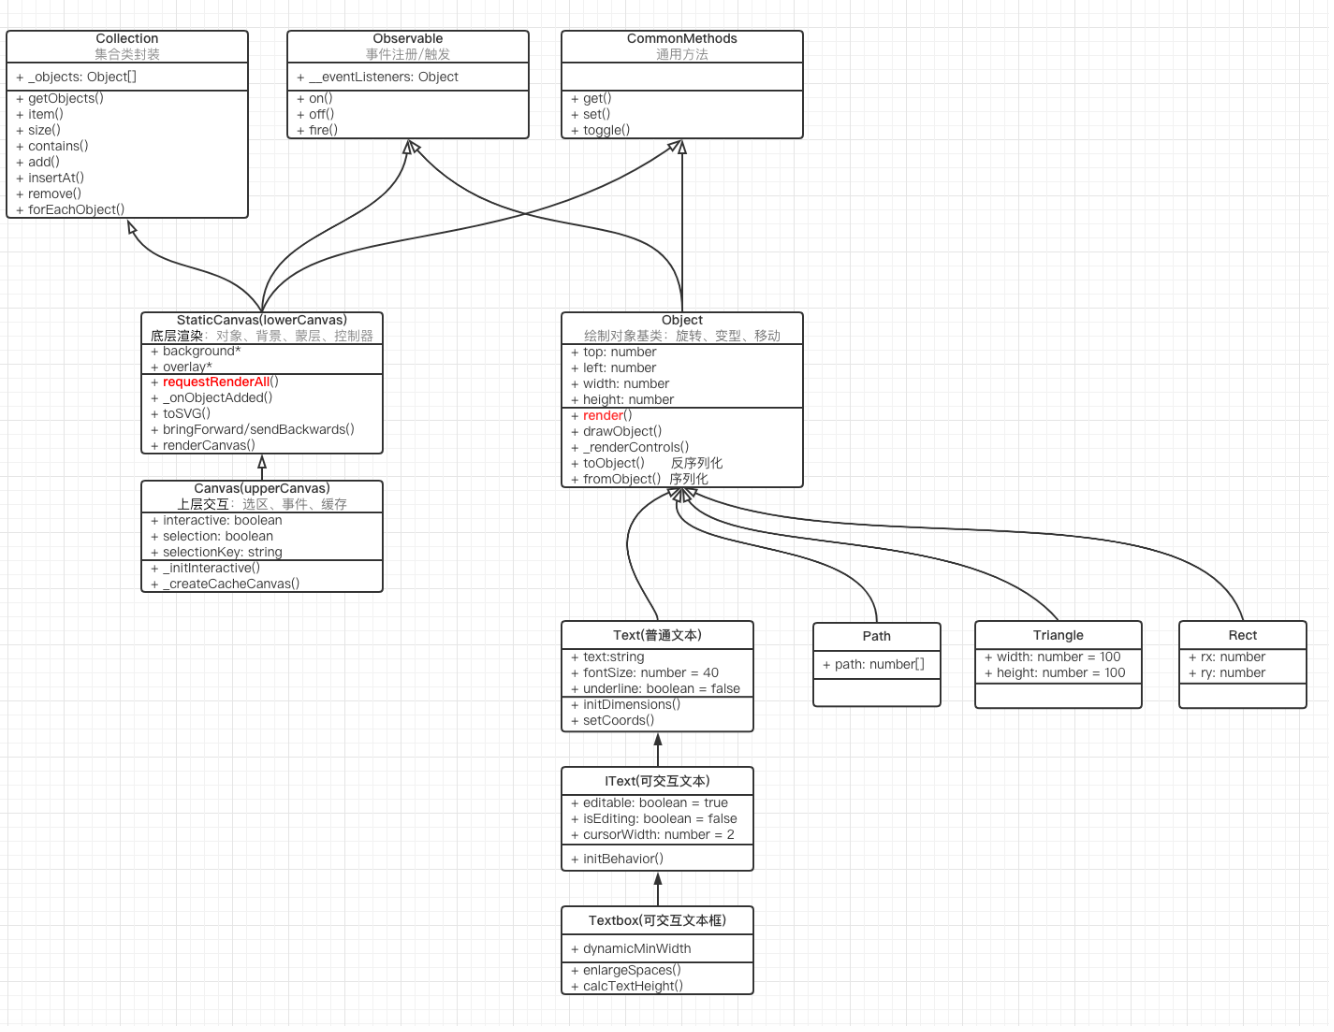 Collection
集合类封装
+ _objects: Object[]
+ getObjects()
+ item()
+ size()
+ contains()
+ add()
+ insertAt()
+ remove()
+ forEachObject()
Observable
事件注册/触发
+ __eventListeners: Object
+ on()
+ off()
+ fire()
CommonMethods
通用方法
+ get()
+ set()
+ toggle()
StaticCanvas(lowerCanvas)
底层渲染：对象、背景、蒙层、控制器
+ background*
+ overlay*
+ requestRenderAll()
+ _onObjectAdded()
+ toSVG()
+ bringForward/sendBackwards()
+ renderCanvas()
Canvas(upperCanvas)
上层交互：选区、事件、缓存
+ interactive: boolean
+ selection: boolean
+ selectionKey: string
+ _initInteractive()
+ _createCacheCanvas()
Object
绘制对象基类：旋转、变型、移动
+ top: number
+ left: number
+ width: number
+ height: number
+ render()
+ drawObject()
+ _renderControls()
+ toObject() 反序列化
+ fromObject() 序列化
Text(普通文本)
+ text:string
+ fontSize: number = 40
+ underline: boolean = false
+ initDimensions()
+ setCoords()
Path
+ path: number[]
Triangle
+ width: number = 100
+ height: number = 100
Rect
+ rx: number
+ ry: number
IText(可交互文本)
+ editable: boolean = true
+ isEditing: boolean = false
+ cursorWidth: number = 2
+ initBehavior()
Textbox(可交互文本框)
+ dynamicMinWidth
+ enlargeSpaces()
+ calcTextHeight()